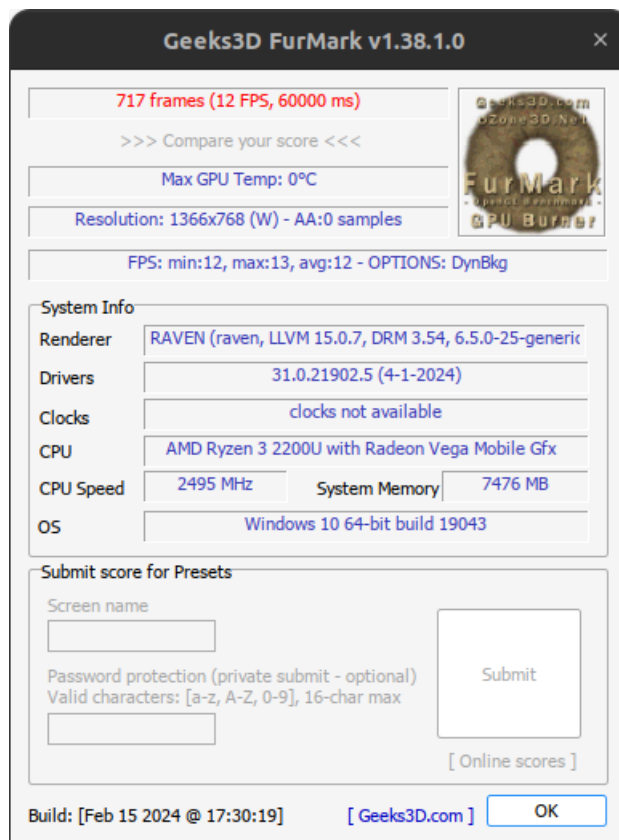 Geeks3D FurMark v1.38.1.0
717 frames (12 FPS, 60000 ms)
>>> Compare your score <<<
Max GPU Temp: 0°C
Resolution: 1366x768 (W) - AA:0 samples
Geeks3D.com
oZone3D.Net
FurMark
- OpenGL Benchmark -
GPU Burner
FPS: min:12, max:13, avg:12 - OPTIONS: DynBkg
System Info
Renderer RAVEN (raven, LLVM 15.0.7, DRM 3.54, 6.5.0-25-generic
Drivers 31.0.21902.5 (4-1-2024)
Clocks clocks not available
CPU AMD Ryzen 3 2200U with Radeon Vega Mobile Gfx
CPU Speed 2495 MHz System Memory 7476 MB
OS Windows 10 64-bit build 19043
Submit score for Presets
Screen name
Password protection (private submit - optional)
Valid characters: [a-z, A-Z, 0-9], 16-char max
Submit
[ Online scores ]
Build: [Feb 15 2024 @ 17:30:19] [ Geeks3D.com ] OK